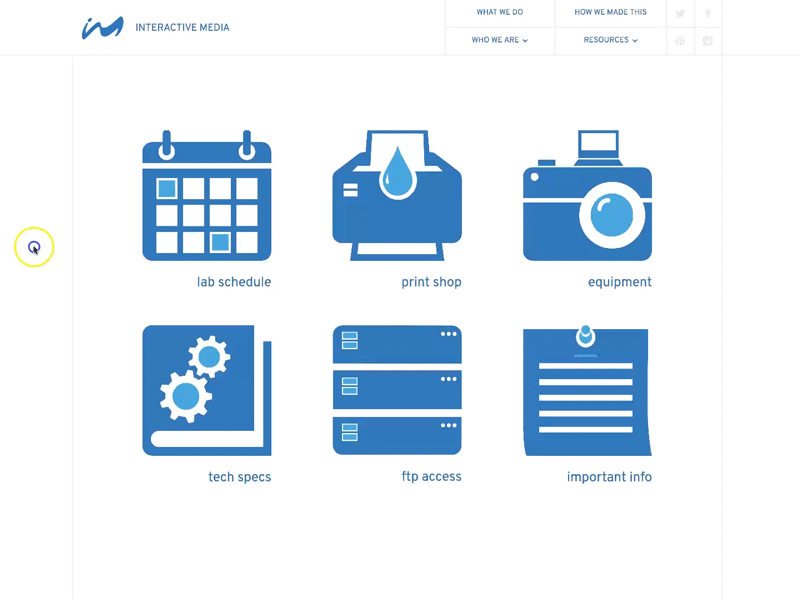 im INTERACTIVE MEDIA
WHAT WE DO
HOW WE MADE THIS
WHO WE ARE
RESOURCES
lab schedule
print shop
equipment
tech specs
ftp access
important info